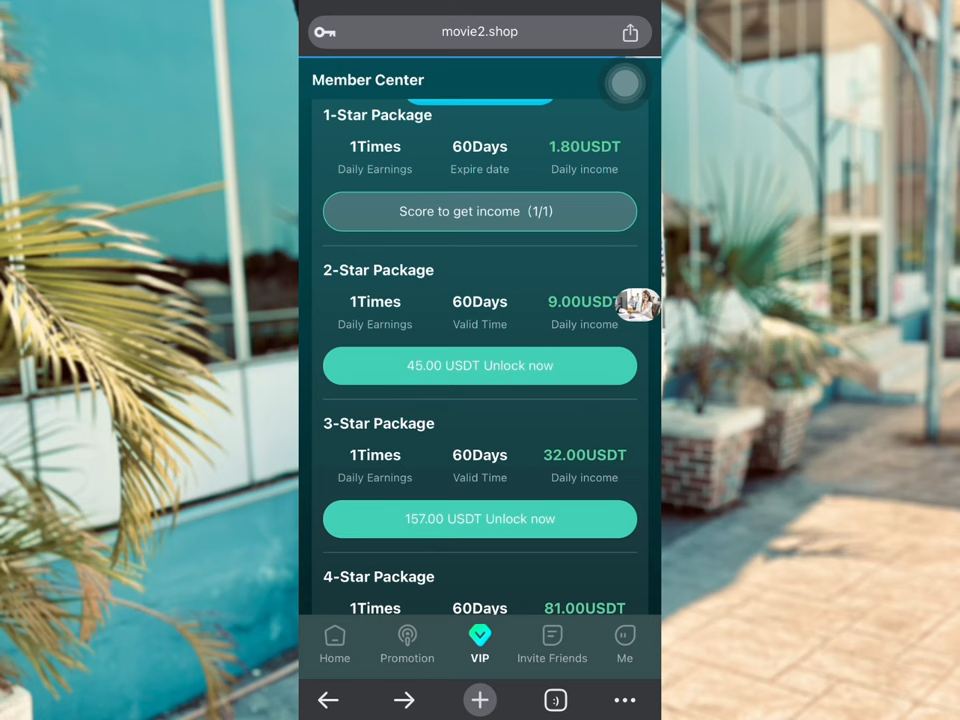 movie2.shop
Member Center
1-Star Package
1Times 60Days 1.80USDT
Daily Earnings Expire date Daily income
Score to get income (1/1)
2-Star Package
1Times 60Days 9.00USDT
Daily Earnings Valid Time Daily income
45.00 USDT Unlock now
3-Star Package
1Times 60Days 32.00USDT
Daily Earnings Valid Time Daily income
157.00 USDT Unlock now
4-Star Package
1Times 60Days 81.00USDT
Home Promotion VIP Invite Friends Me